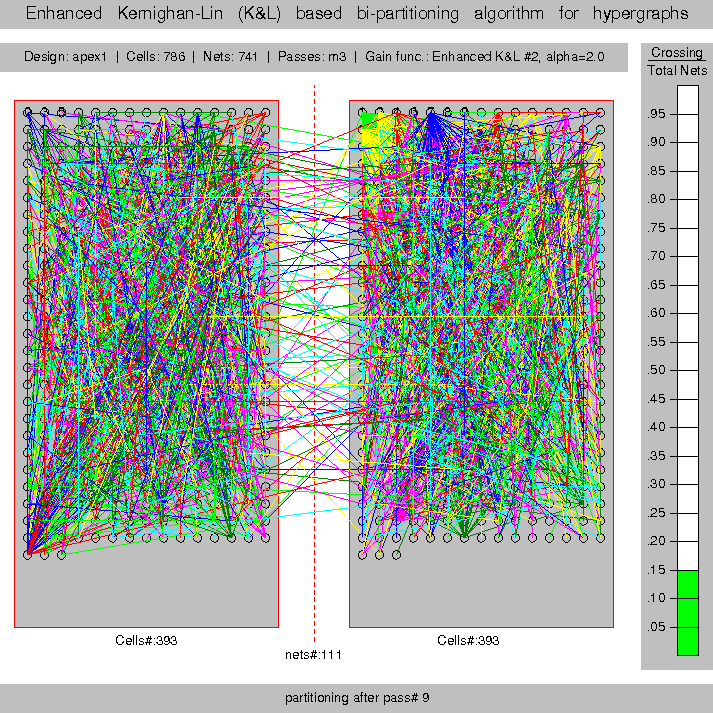 Enhanced Kernighan-Lin (K&L) based bi-partitioning algorithm for hypergraphs
Design: apex1 | Cells: 786 | Nets: 741 | Passes: m3 | Gain func.: Enhanced K&L #2, alpha=2.0
Crossing
Total Nets
.95
.90
.85
.80
.75
.70
.65
.60
.55
.50
.45
.40
.35
.30
.25
.20
.15
.10
.05
Cells#:393
Cells#:393
nets#:111
partitioning after pass# 9